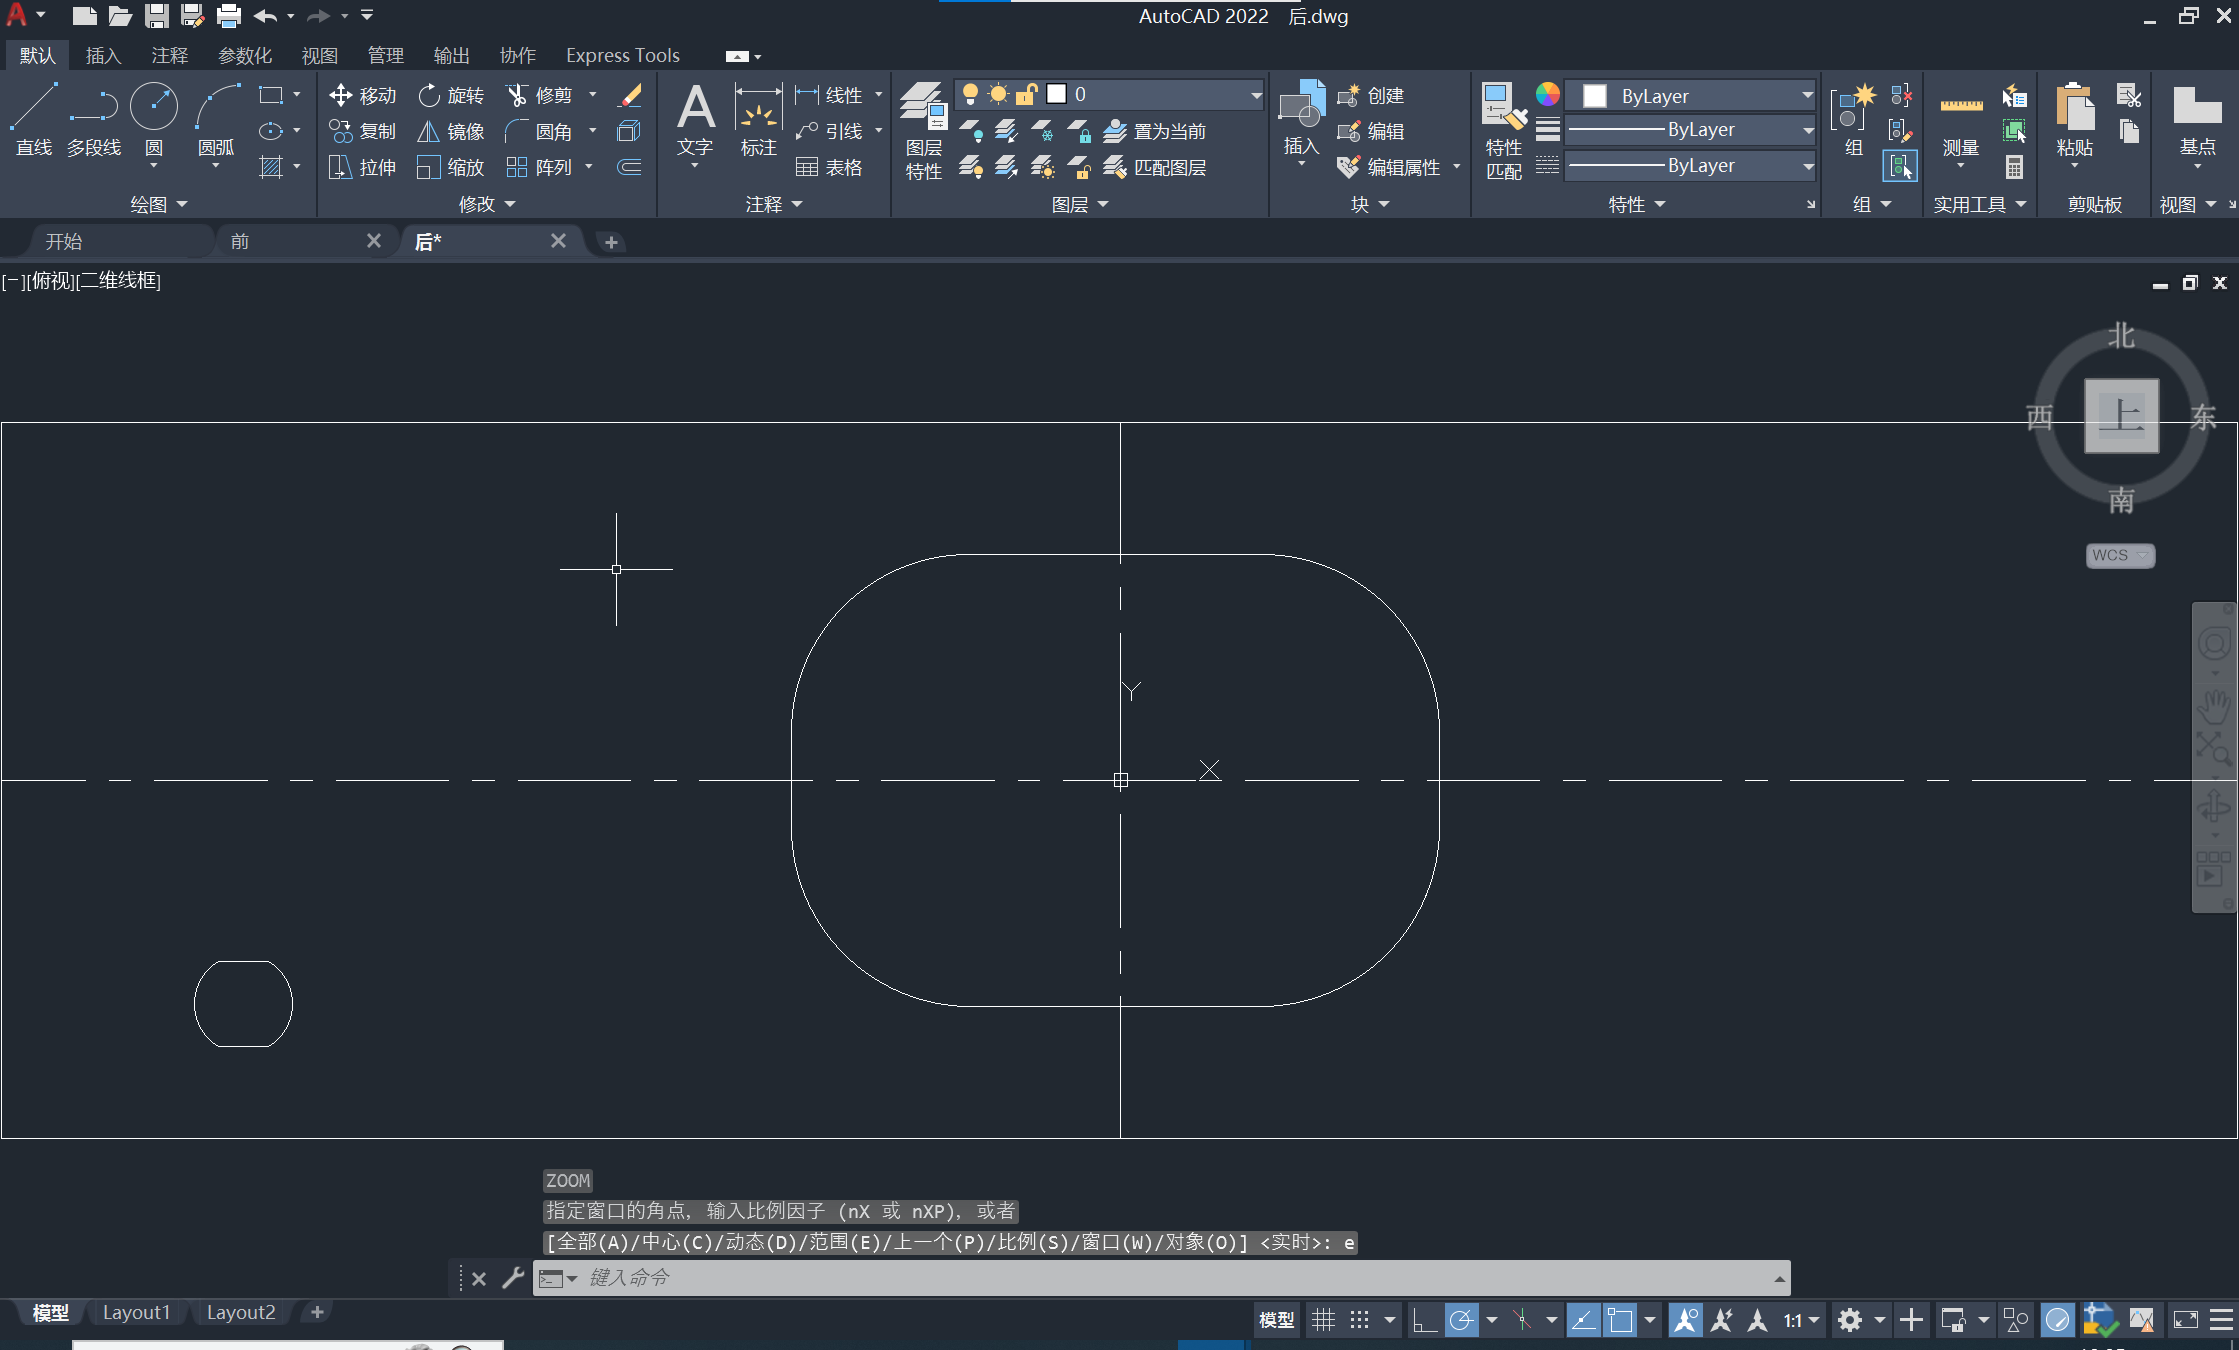 AutoCAD 2022 后.dwg
默认 插入 注释 参数化 视图 管理 输出 协作 Express Tools
直线 多段线 圆 圆弧
移动 旋转 修剪
复制 镜像 圆角
拉伸 缩放 阵列
文字 标注
线性
引线
表格
图层
特性
0
置为当前
匹配图层
插入
创建
编辑
编辑属性
特性
匹配
ByLayer
ByLayer
ByLayer
组
测量
粘贴
基点
绘图 修改 注释 图层 块 特性 组 实用工具 剪贴板 视图
开始 前 后*
[−][俯视][二维线框]
北
西 上 东
南
WCS
Y
X
ZOOM
指定窗口的角点，输入比例因子 (nX 或 nXP)，或者
[全部(A)/中心(C)/动态(D)/范围(E)/上一个(P)/比例(S)/窗口(W)/对象(O)] <实时>: e
键入命令
模型 Layout1 Layout2
模型 1:1